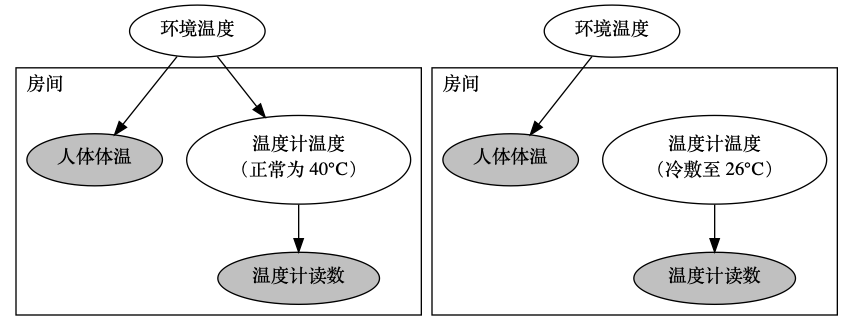 环境温度
房间
人体体温
温度计温度
（正常为 40°C）
温度计读数
环境温度
房间
人体体温
温度计温度
（冷敷至 26°C）
温度计读数